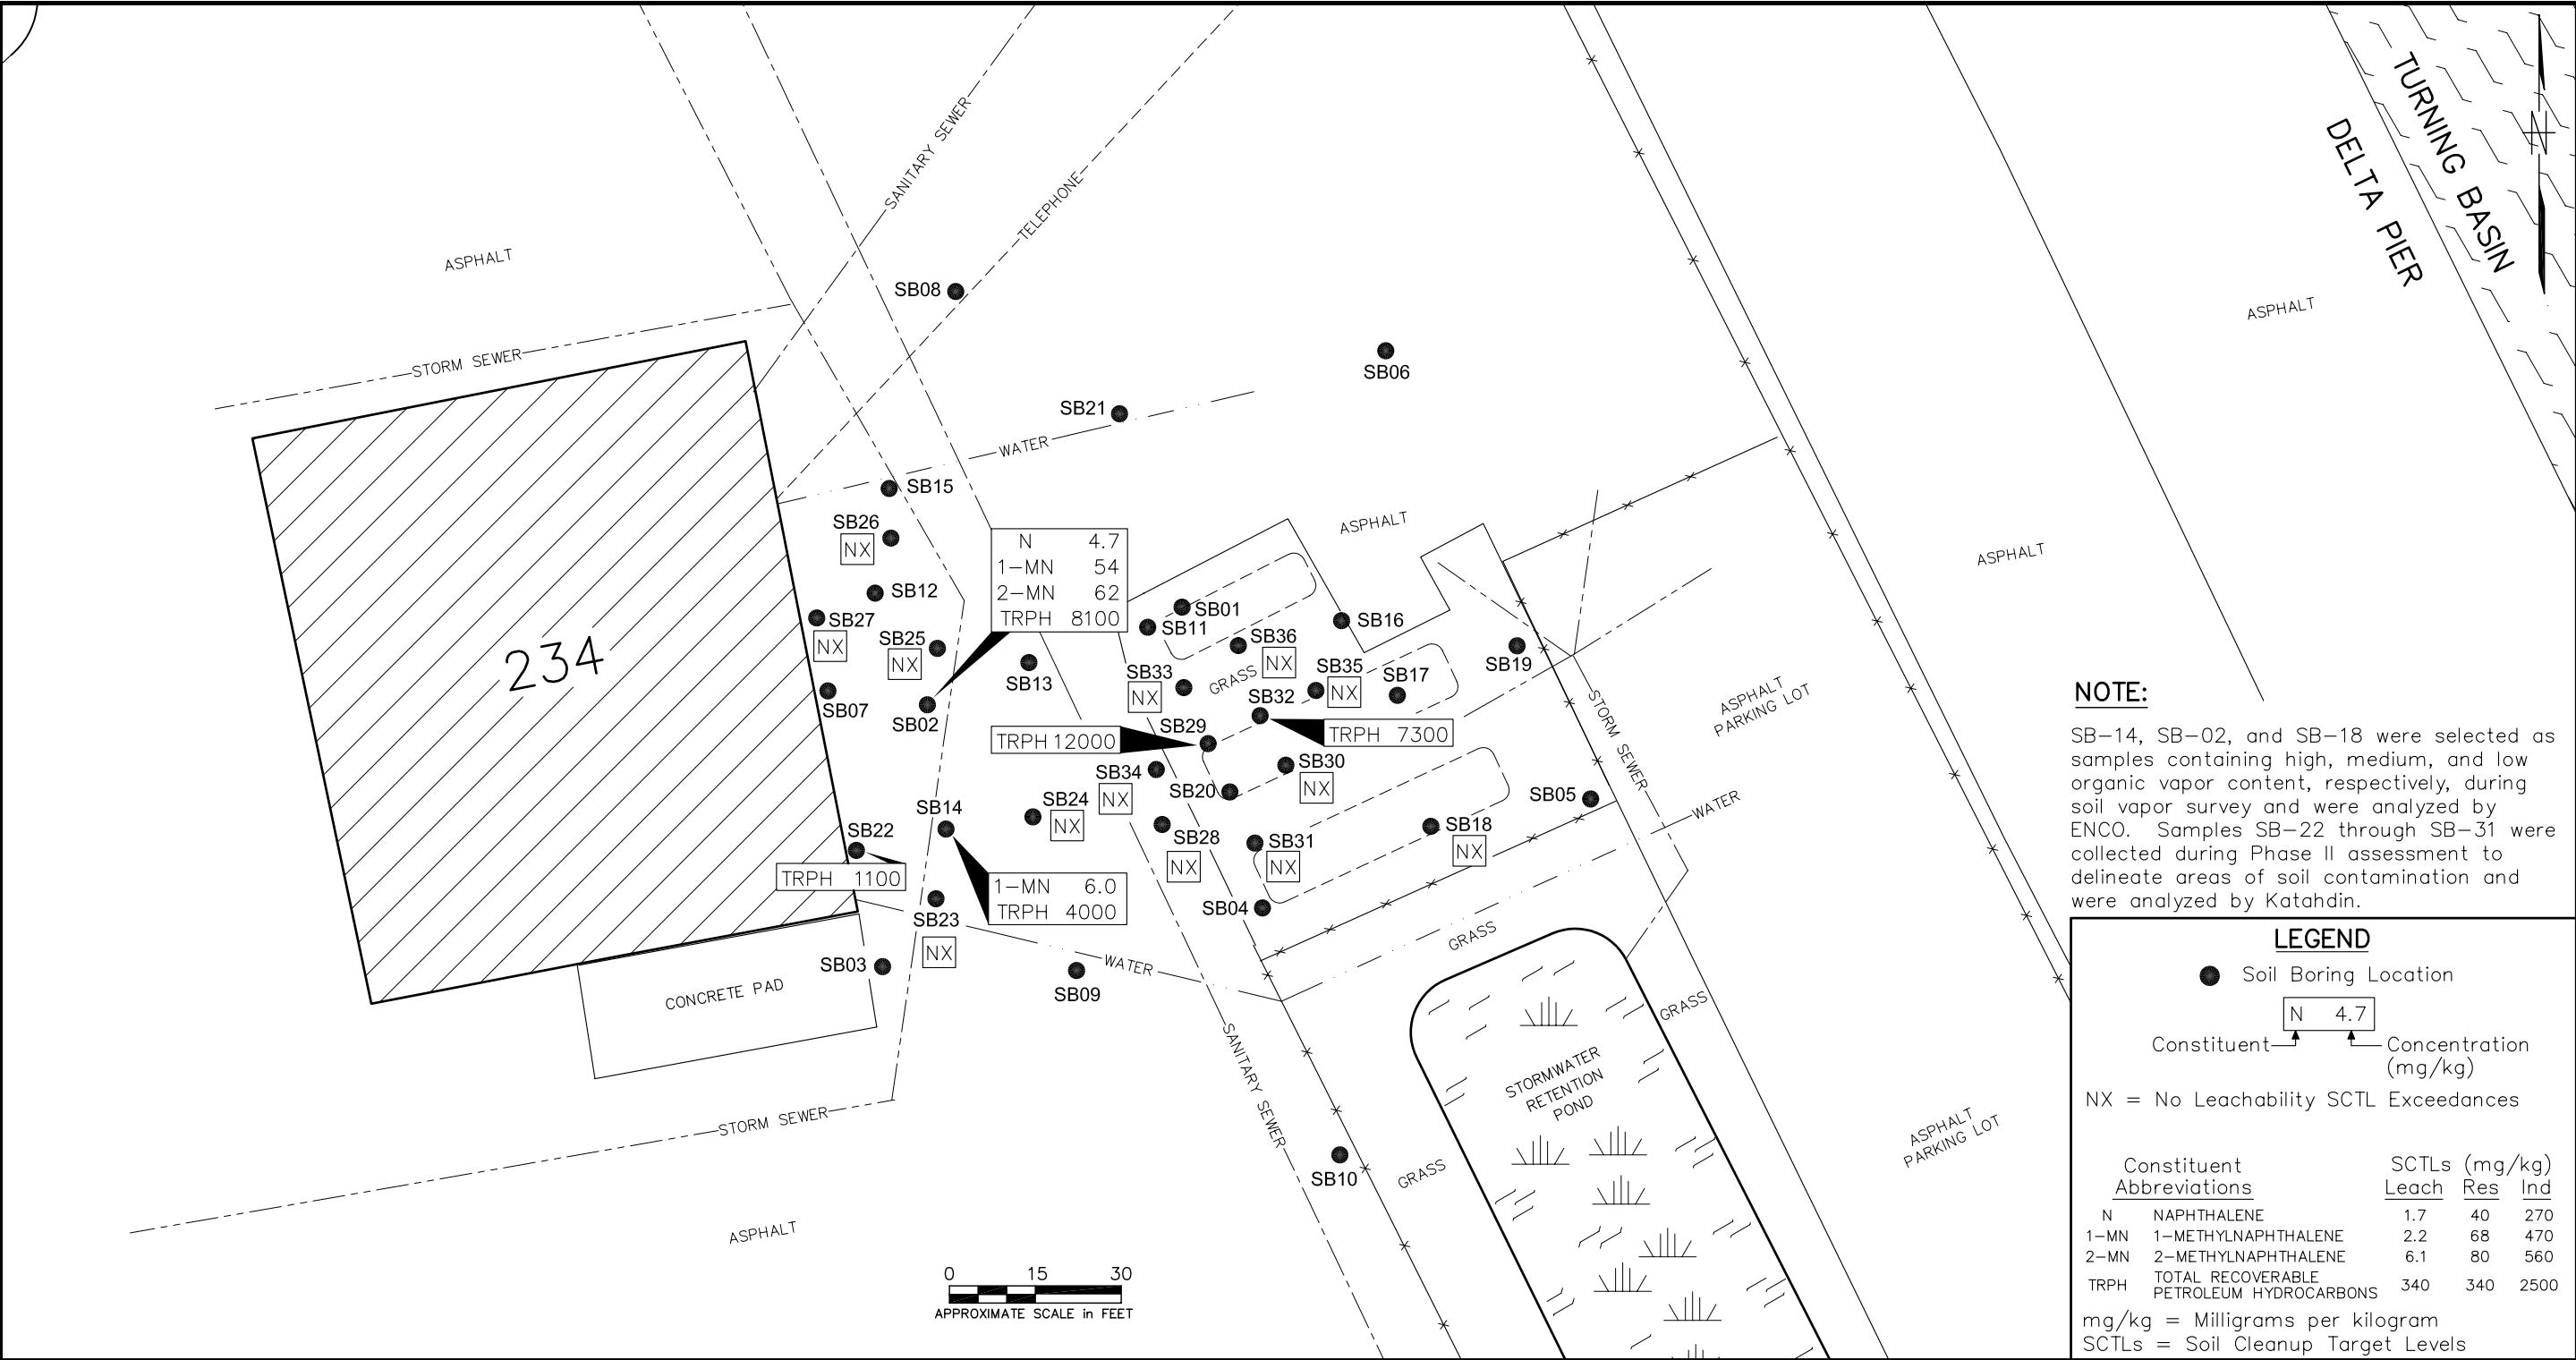 TURNING BASIN
DELTA PIER
N
SANITARY SEWER
TELEPHONE
ASPHALT
SB08
ASPHALT
STORM SEWER
SB06
SB21
WATER
SB15
SB26
NX
ASPHALT
ASPHALT
N 4.7
1-MN 54
2-MN 62
TRPH 8100
SB12
SB27
NX
SB25
NX
SB01
SB11
SB16
SB36
NX
234
SB13
SB33
NX
GRASS
SB35
NX
SB17
SB19
SB07
SB02
SB32
ASPHALT
PARKING LOT
STORM SEWER
SB29
TRPH 12000
TRPH 7300
SB34
NX
SB30
NX
SB20
SB24
NX
SB14
SB05
WATER
SB22
TRPH 1100
SB28
NX
SB31
NX
SB18
NX
1-MN 6.0
TRPH 4000
SB23
NX
SB04
GRASS
SB03
WATER
SB09
CONCRETE PAD
GRASS
SANITARY SEWER
STORMWATER
RETENTION
POND
STORM SEWER
SB10
GRASS
ASPHALT
PARKING LOT
ASPHALT
0 15 30
APPROXIMATE SCALE in FEET
NOTE:
SB-14, SB-02, and SB-18 were selected as
samples containing high, medium, and low
organic vapor content, respectively, during
soil vapor survey and were analyzed by
ENCO. Samples SB-22 through SB-31 were
collected during Phase II assessment to
delineate areas of soil contamination and
were analyzed by Katahdin.
LEGEND
Soil Boring Location
N 4.7
Constituent
Concentration
(mg/kg)
NX = No Leachability SCTL Exceedances
Constituent SCTLs (mg/kg)
Abbreviations Leach Res Ind
N NAPHTHALENE 1.7 40 270
1-MN 1-METHYLNAPHTHALENE 2.2 68 470
2-MN 2-METHYLNAPHTHALENE 6.1 80 560
TRPH TOTAL RECOVERABLE
PETROLEUM HYDROCARBONS 340 340 2500
mg/kg = Milligrams per kilogram
SCTLs = Soil Cleanup Target Levels